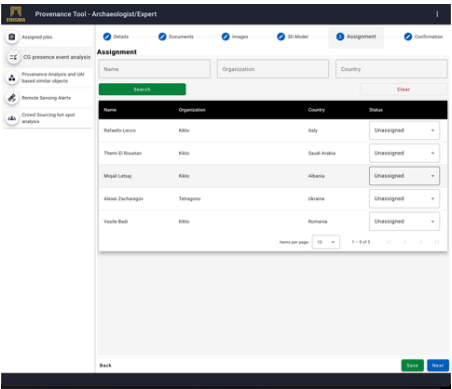 ENIGMA
Provenance Tool - Archaeologist/Expert
Assigned jobs
CG presence event analysis
Provenance Analysis and UAI based similar objects
Remote Sensing Alerts
Crowd Sourcing hot spot analysis
Details
Documents
Images
3D Model
5 Assignment
Confirmation
Assignment
Name
Organization
Country
Search
Clear
Name Organization Country Status
Rafaello Lecco Kiklo Italy Unassigned
Themi El Roustan Kiklo Saudi Arabia Unassigned
Migáli Letsaj Kiklo Albania Unassigned
Alexei Zacharegov Tetragono Ukraine Unassigned
Vasile Badi Kiklo Romania Unassigned
Items per page: 10 1 – 5 of 5
Back
Save
Next